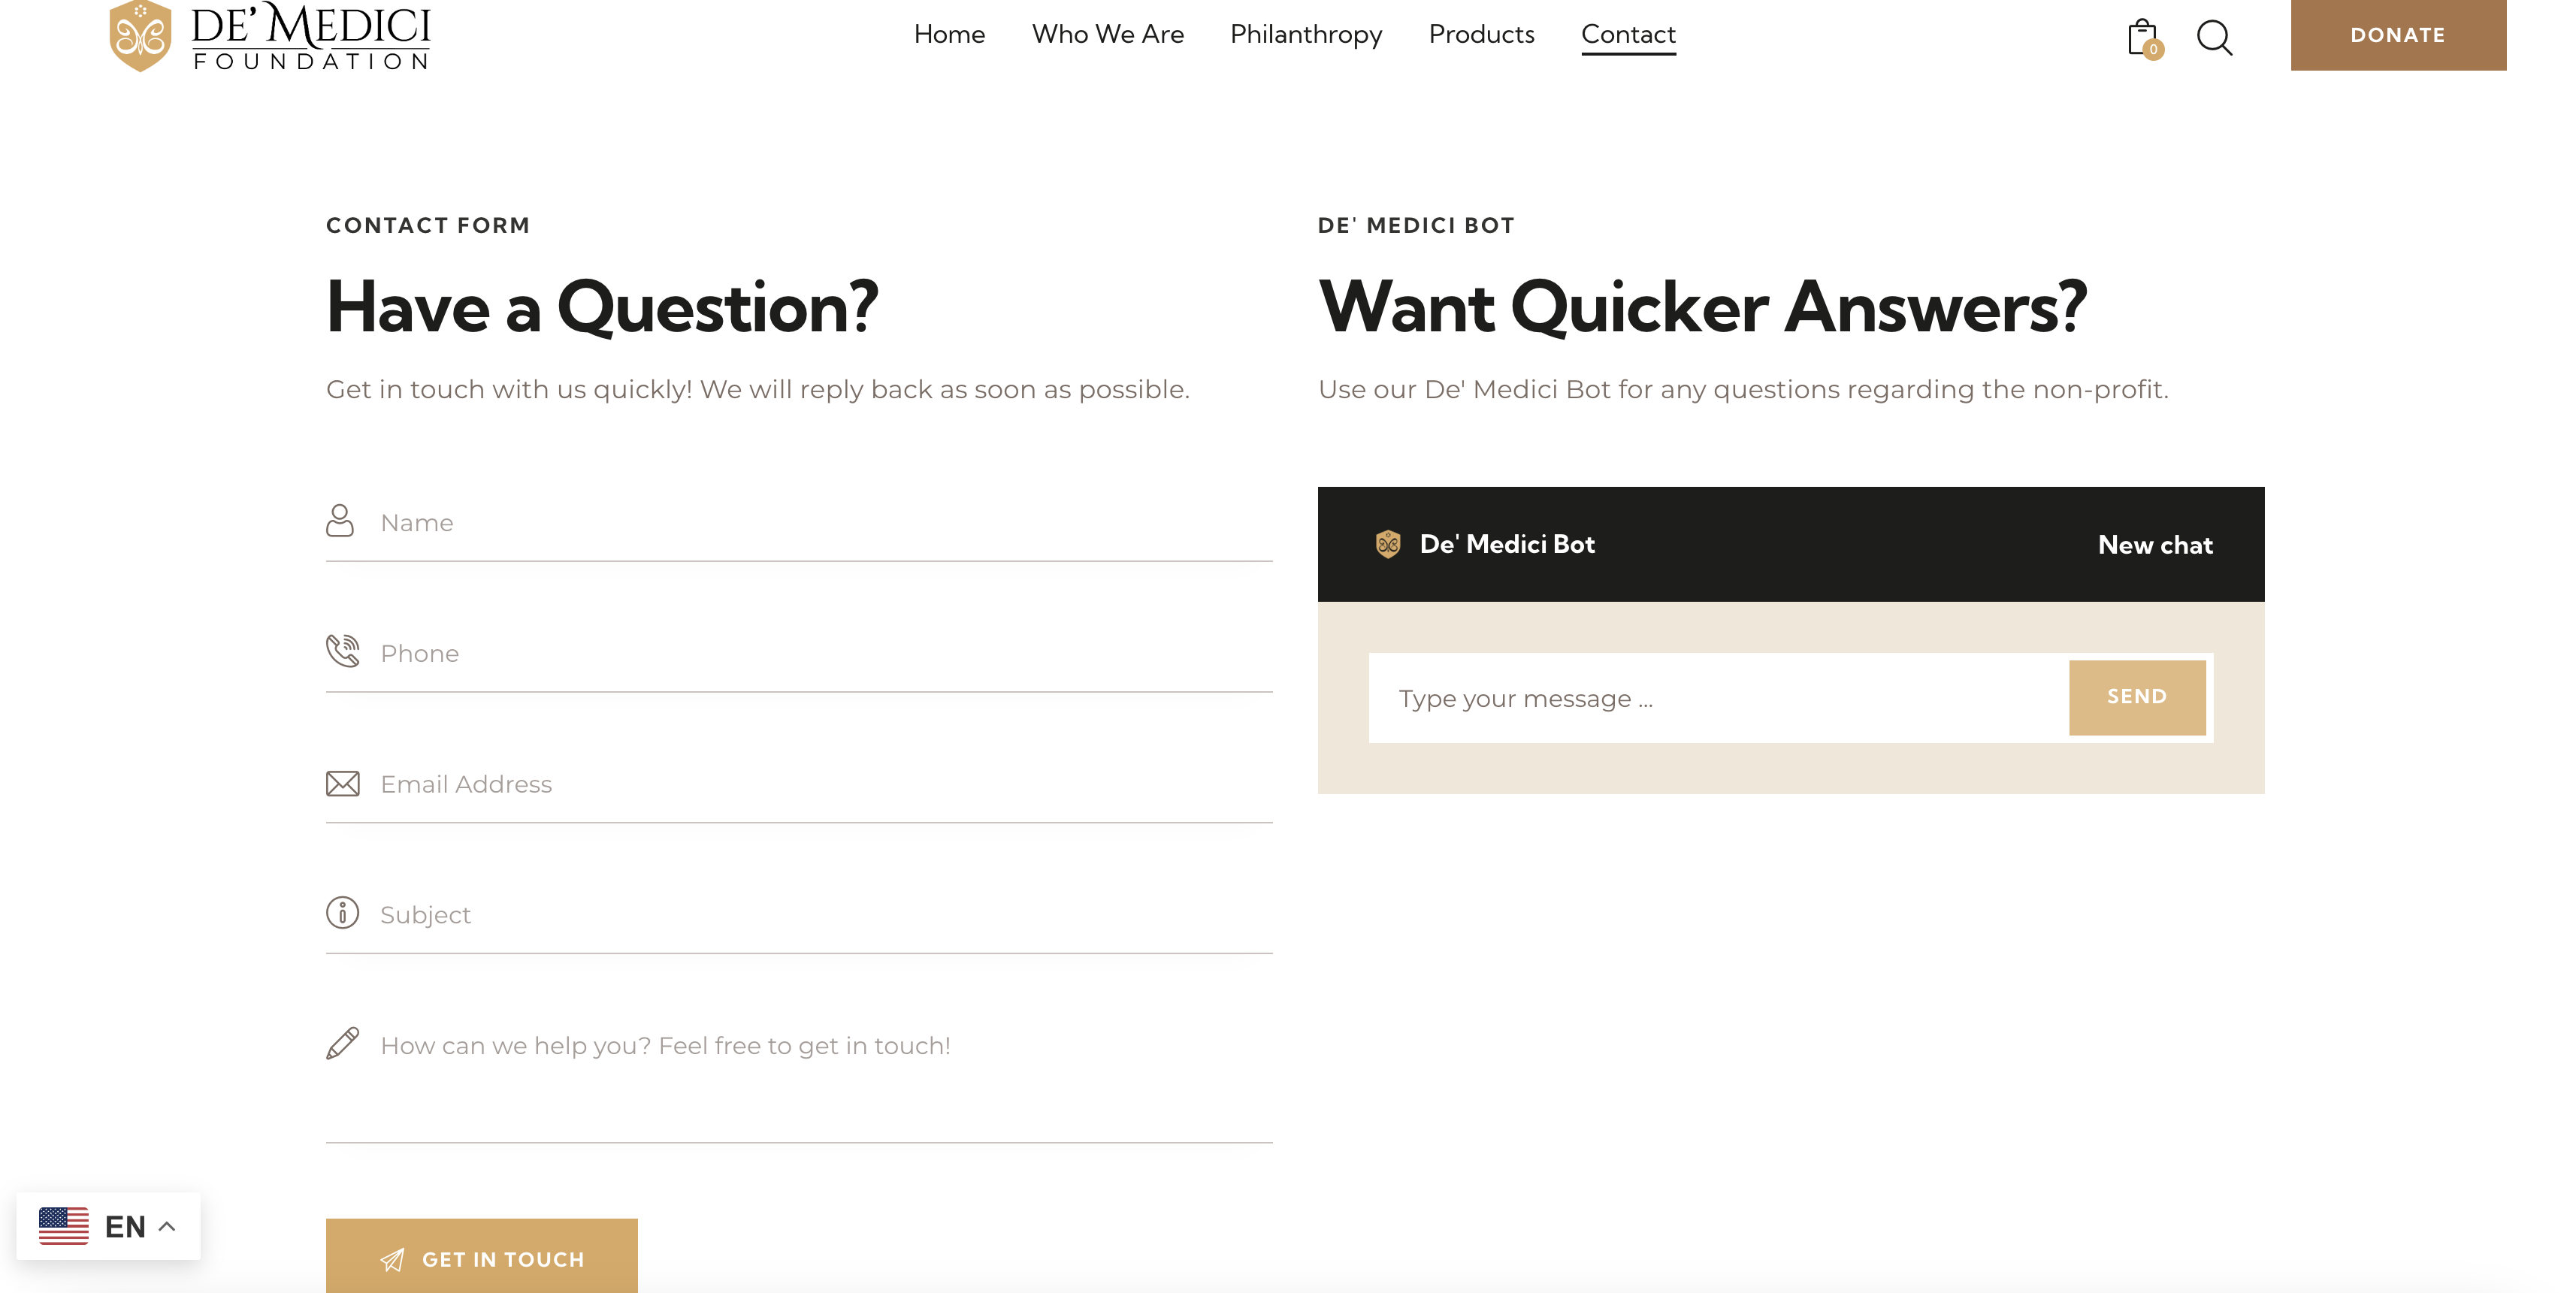 DE' MEDICI
FOUNDATION
Home
Who We Are
Philanthropy
Products
Contact
0
DONATE
CONTACT FORM
Have a Question?
Get in touch with us quickly! We will reply back as soon as possible.
Name
Phone
Email Address
Subject
How can we help you? Feel free to get in touch!
GET IN TOUCH
DE' MEDICI BOT
Want Quicker Answers?
Use our De' Medici Bot for any questions regarding the non-profit.
De' Medici Bot
New chat
Type your message ...
SEND
EN